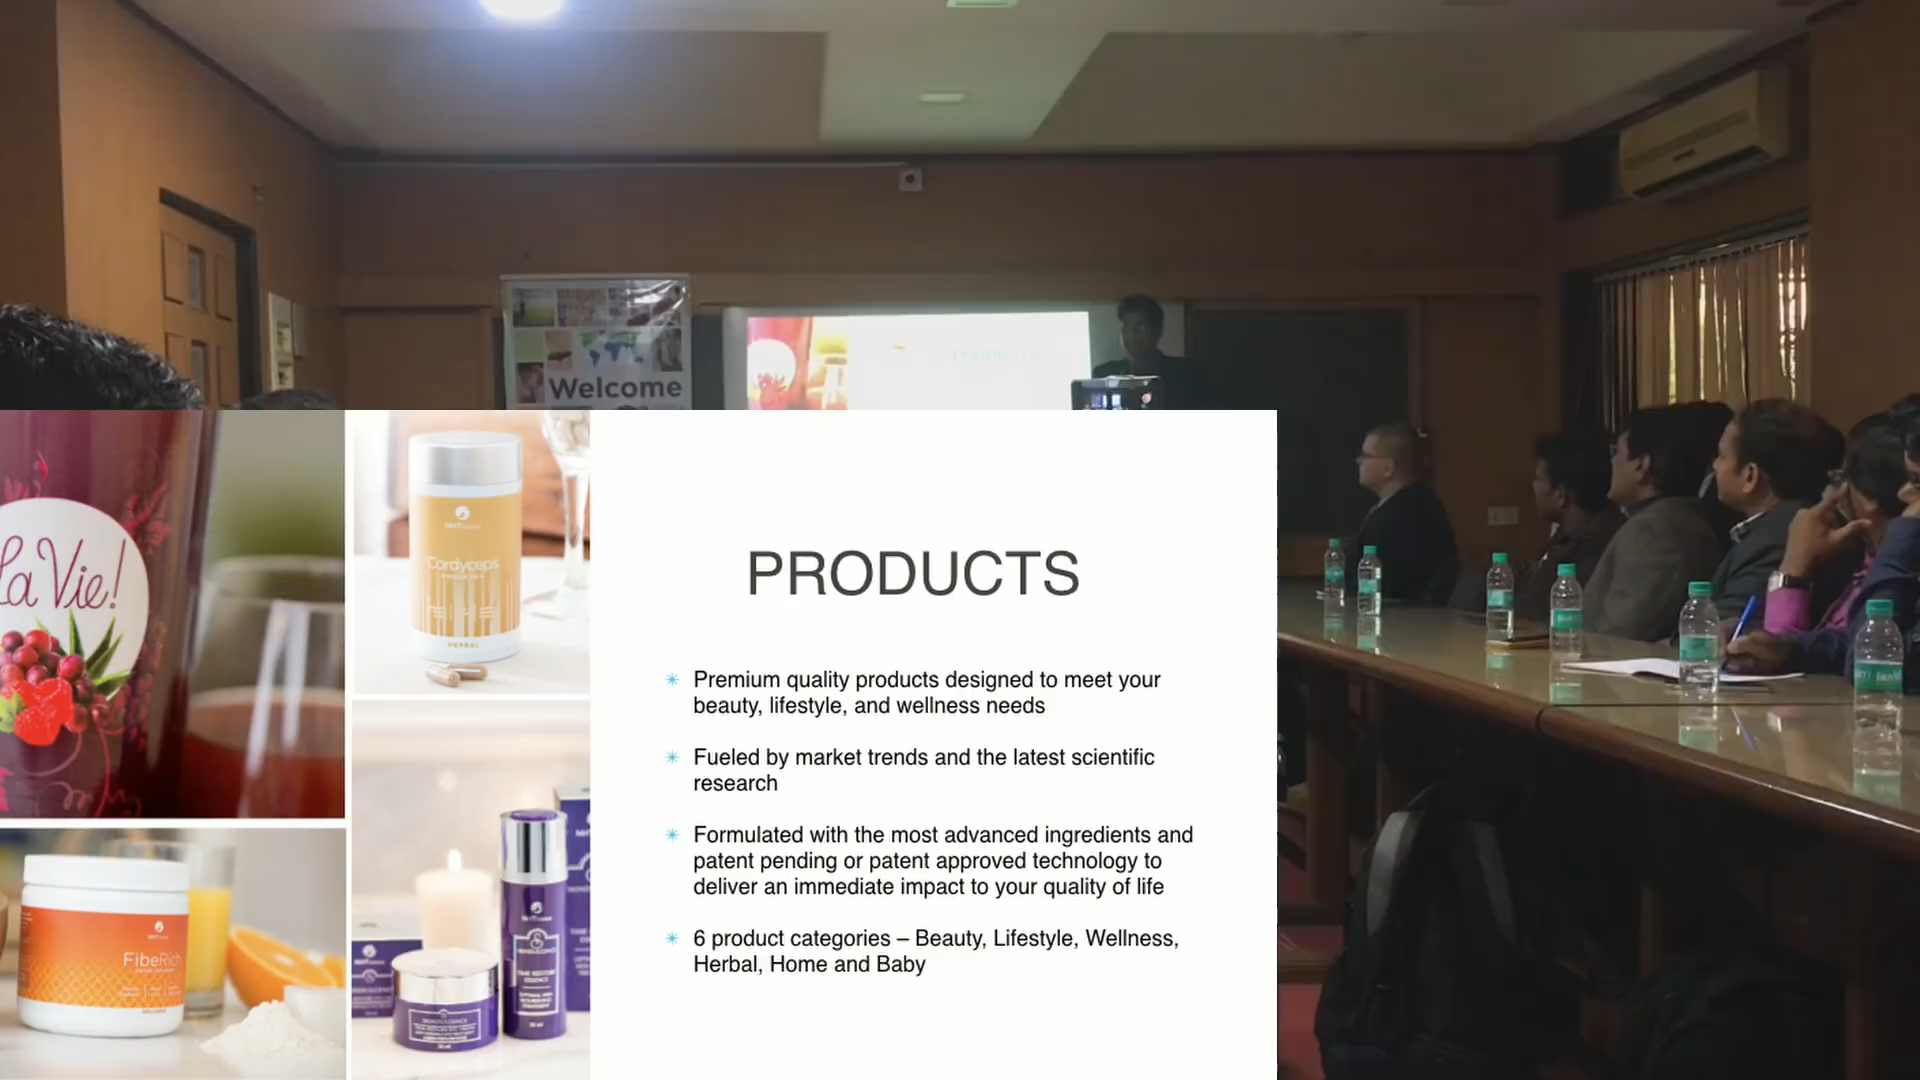 Welcome
PRODUCTS
La Vie!
Cordyceps
HERBAL
Premium quality products designed to meet your
beauty, lifestyle, and wellness needs
Fueled by market trends and the latest scientific
research
Formulated with the most advanced ingredients and
patent pending or patent approved technology to
deliver an immediate impact to your quality of life
6 product categories – Beauty, Lifestyle, Wellness,
Herbal, Home and Baby
FibeRich
TIME RESTORE
ESSENCE